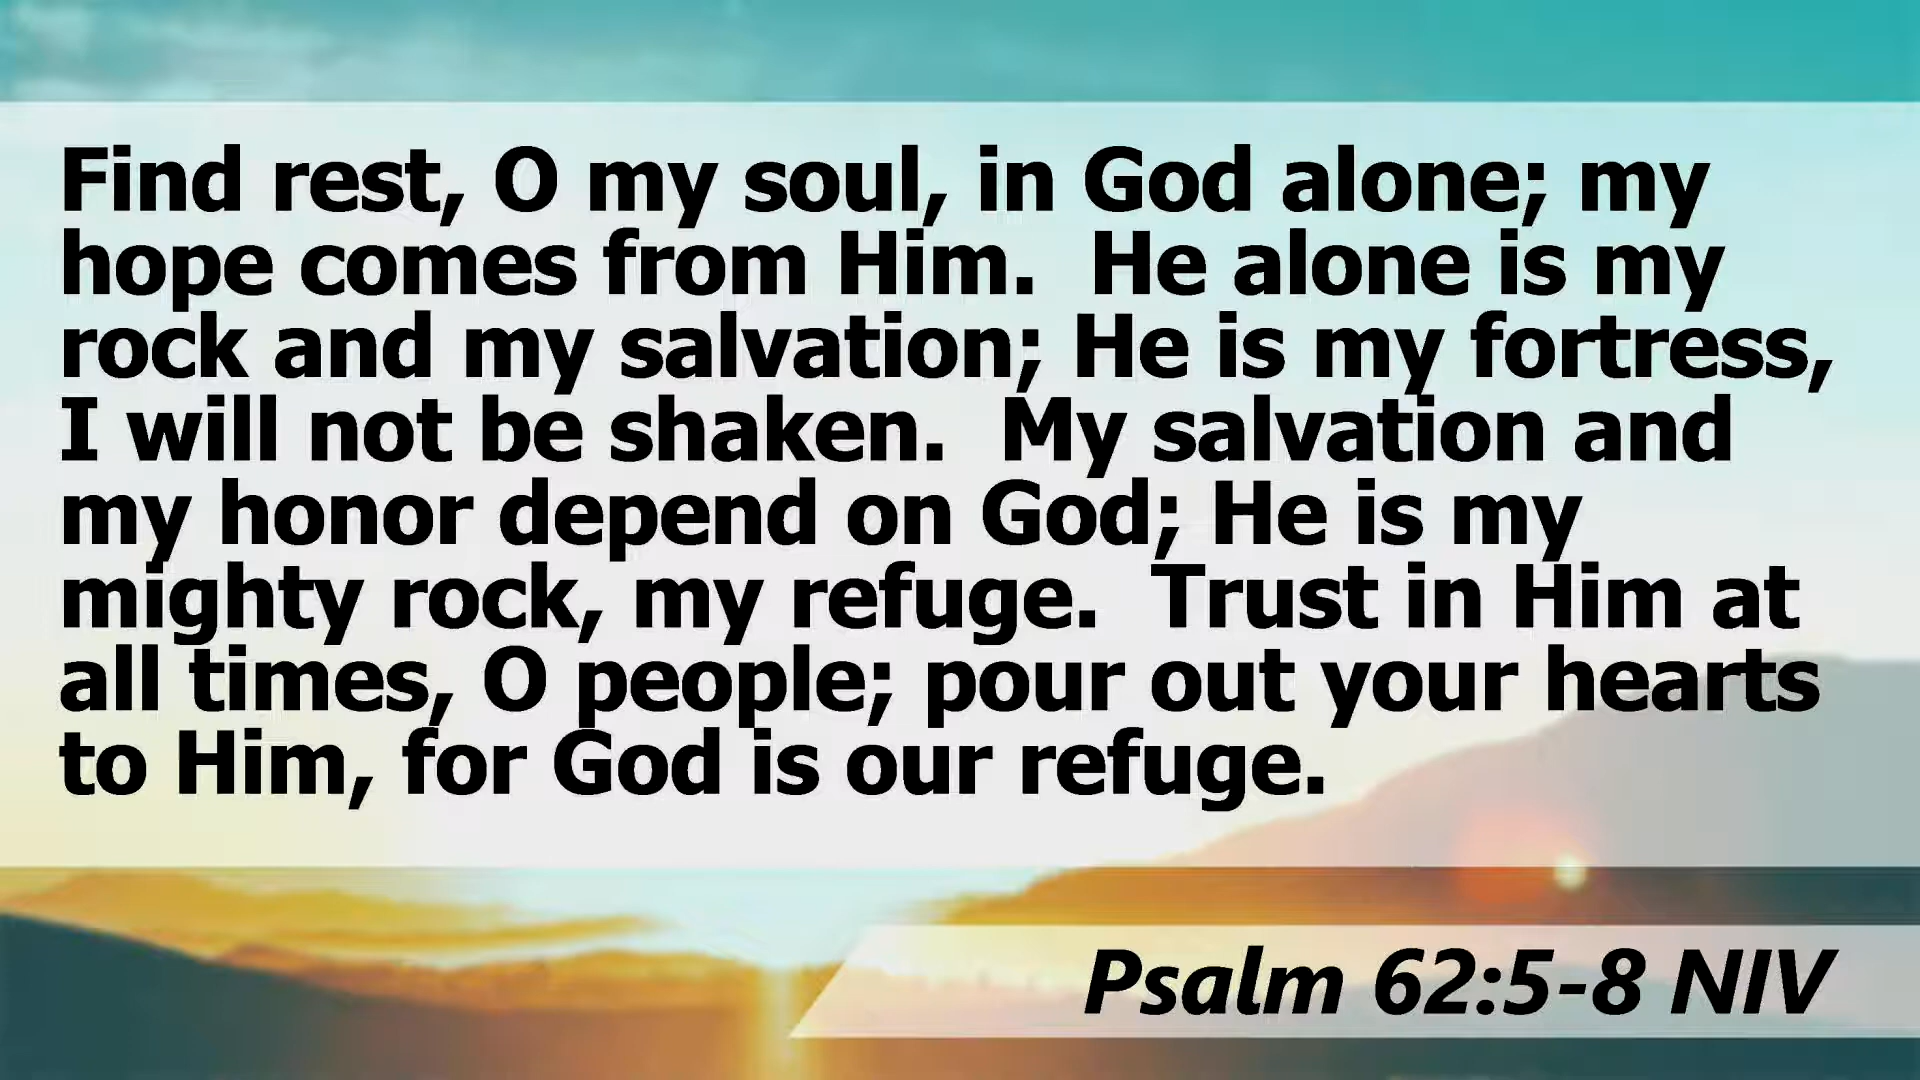 Find rest, O my soul, in God alone; my
hope comes from Him.  He alone is my
rock and my salvation; He is my fortress,
I will not be shaken.  My salvation and
my honor depend on God; He is my
mighty rock, my refuge.  Trust in Him at
all times, O people; pour out your hearts
to Him, for God is our refuge.
Psalm 62:5-8 NIV